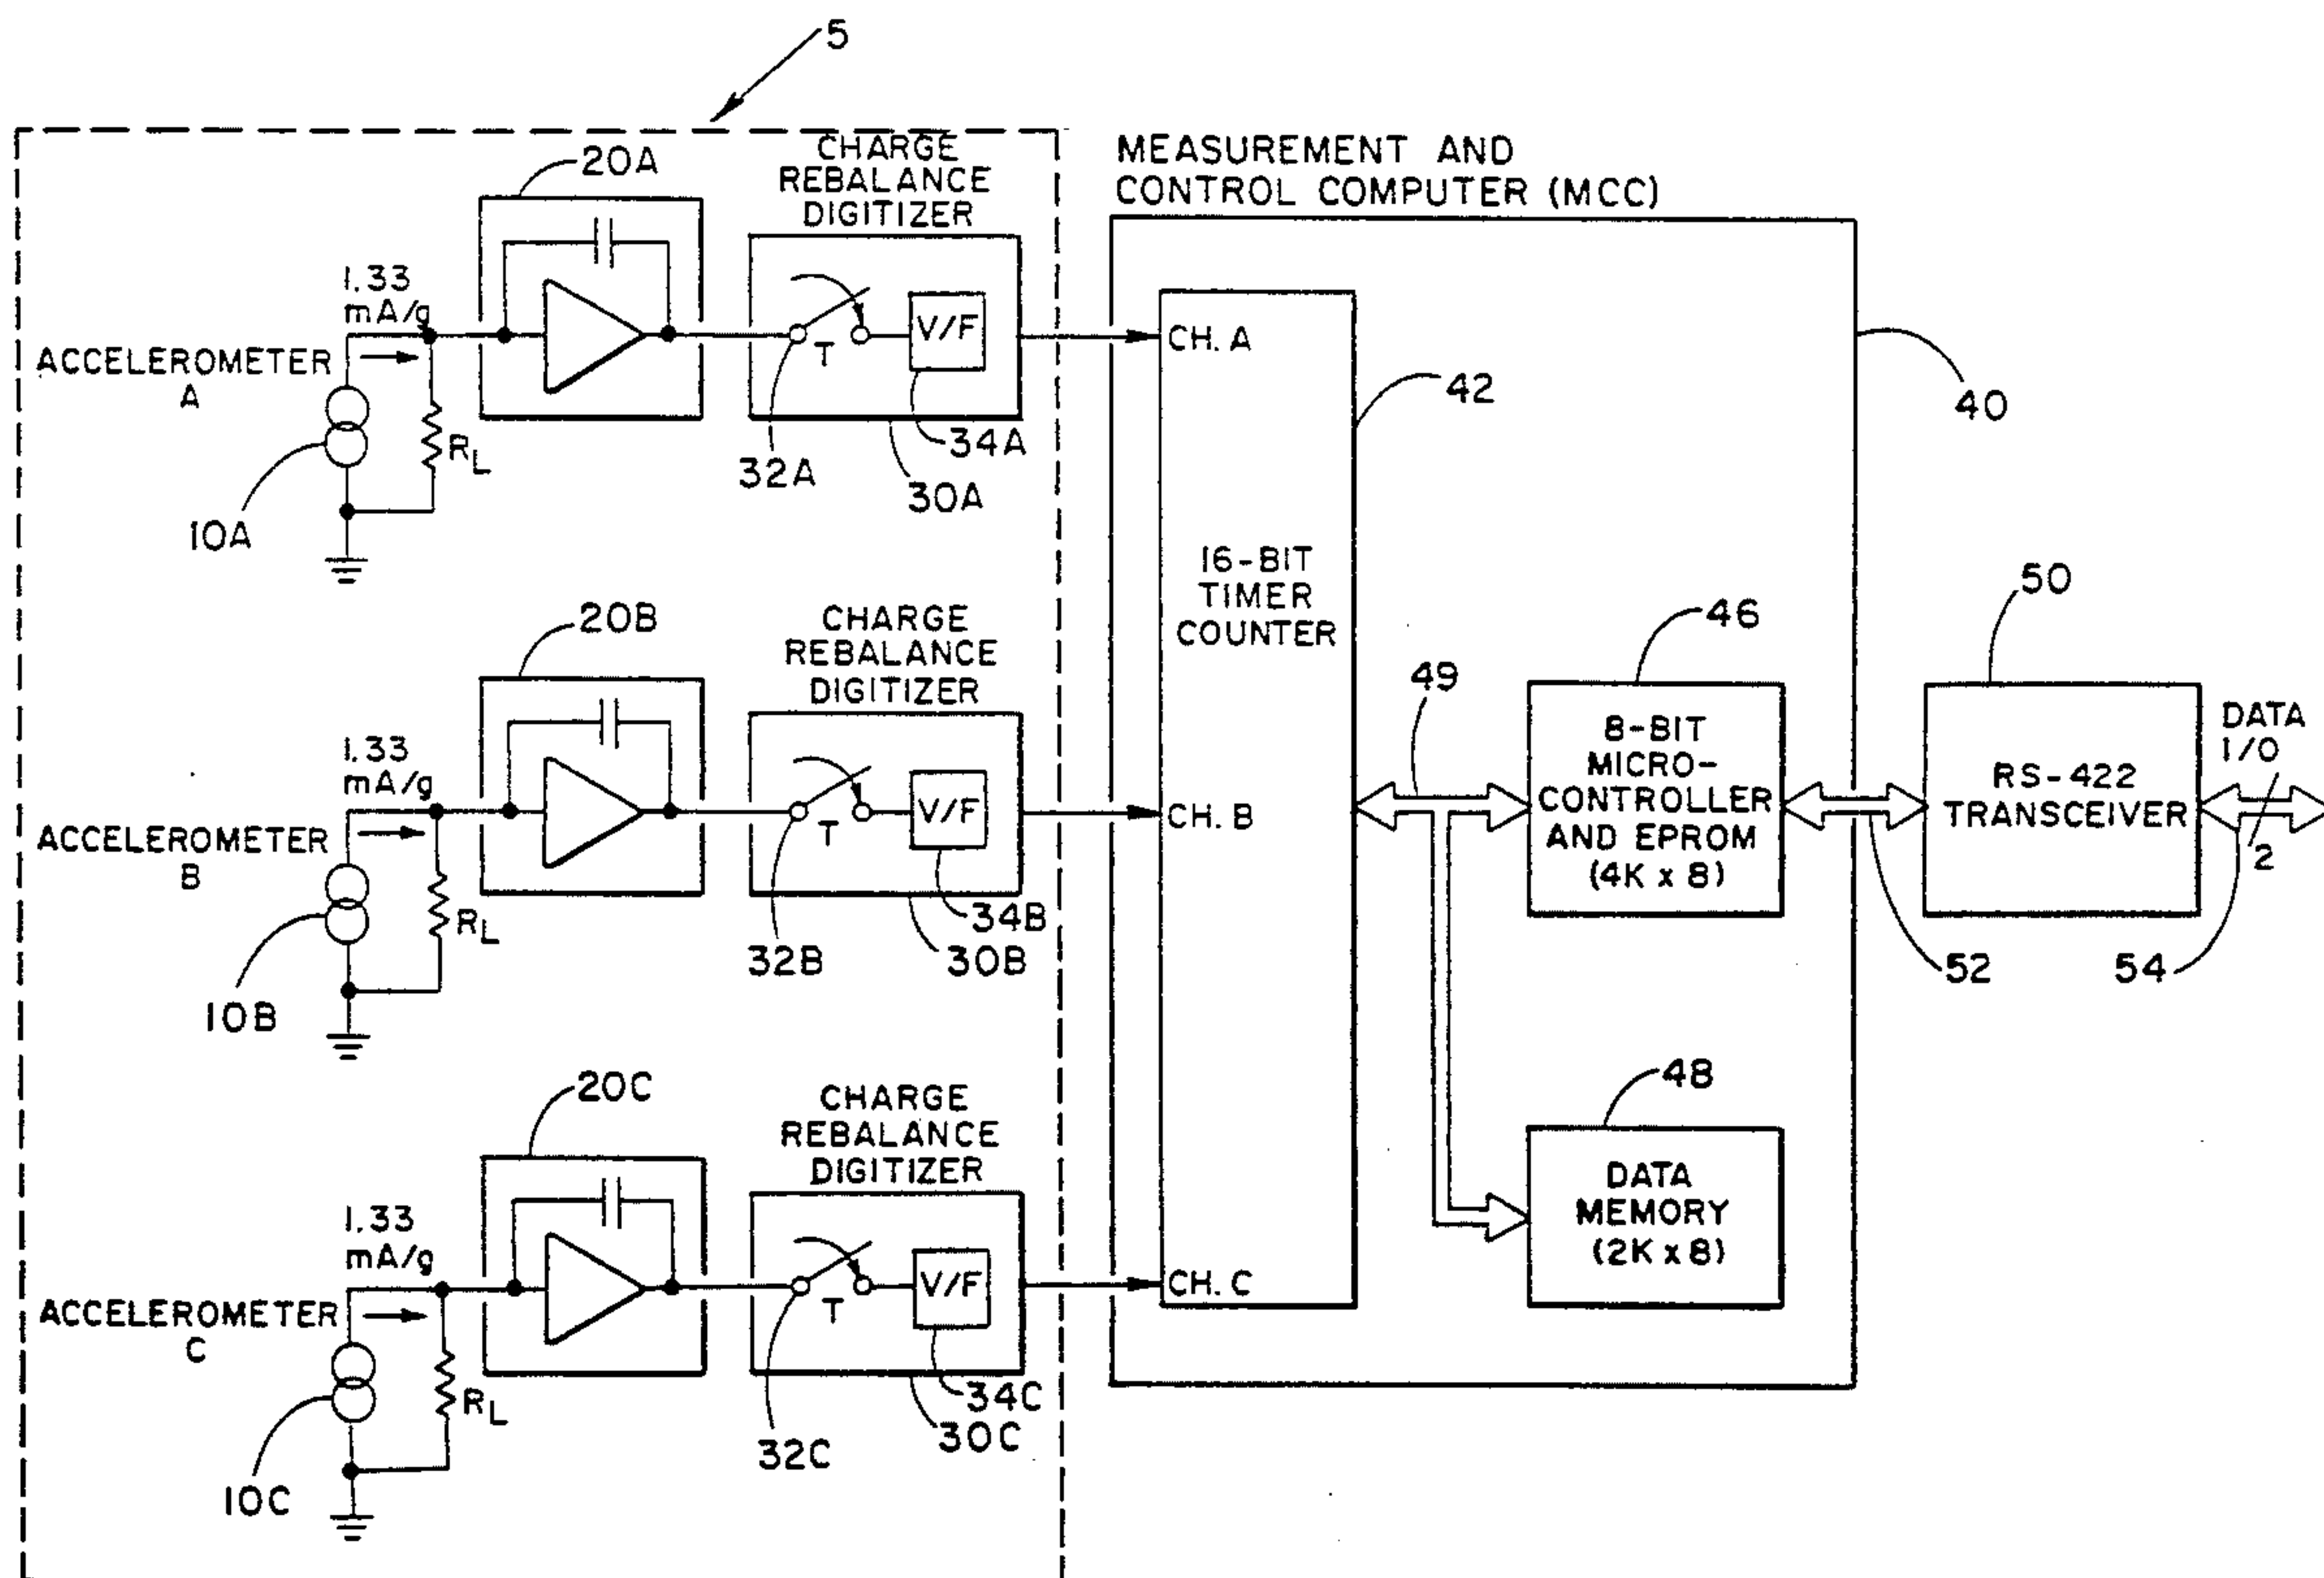 5
MEASUREMENT AND
CONTROL COMPUTER (MCC)
20A
CHARGE
REBALANCE
DIGITIZER
1.33
mA/g
ACCELEROMETER
A
10A
RL
T
V/F
32A
34A
30A
CH. A
42
40
16-BIT
TIMER
COUNTER
20B
CHARGE
REBALANCE
DIGITIZER
1.33
mA/g
ACCELEROMETER
B
10B
RL
T
V/F
32B
34B
30B
CH. B
49
46
8-BIT
MICRO-
CONTROLLER
AND EPROM
(4K x 8)
50
RS-422
TRANSCEIVER
DATA
I/O
2
52
54
20C
CHARGE
REBALANCE
DIGITIZER
1.33
mA/g
ACCELEROMETER
C
10C
RL
T
V/F
32C
34C
30C
CH. C
48
DATA
MEMORY
(2K x 8)